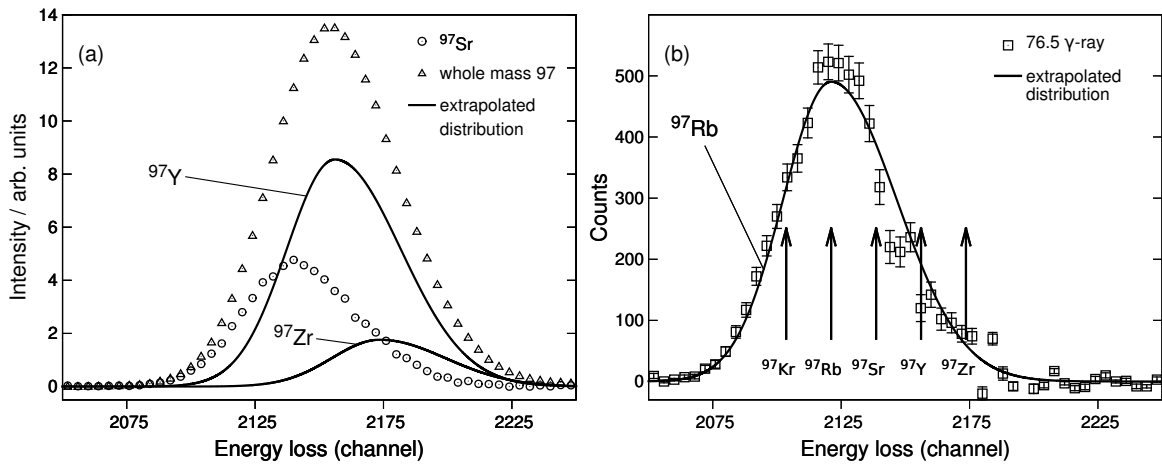 (a)
⁹⁷Sr
whole mass 97
extrapolated
distribution
⁹⁷Y
⁹⁷Zr
14
12
10
8
6
4
2
0
Intensity / arb. units
2075 2125 2175 2225
Energy loss (channel)
(b)
76.5 γ-ray
extrapolated
distribution
⁹⁷Rb
500
400
300
200
100
0
Counts
⁹⁷Kr ⁹⁷Rb ⁹⁷Sr ⁹⁷Y ⁹⁷Zr
2075 2125 2175 2225
Energy loss (channel)